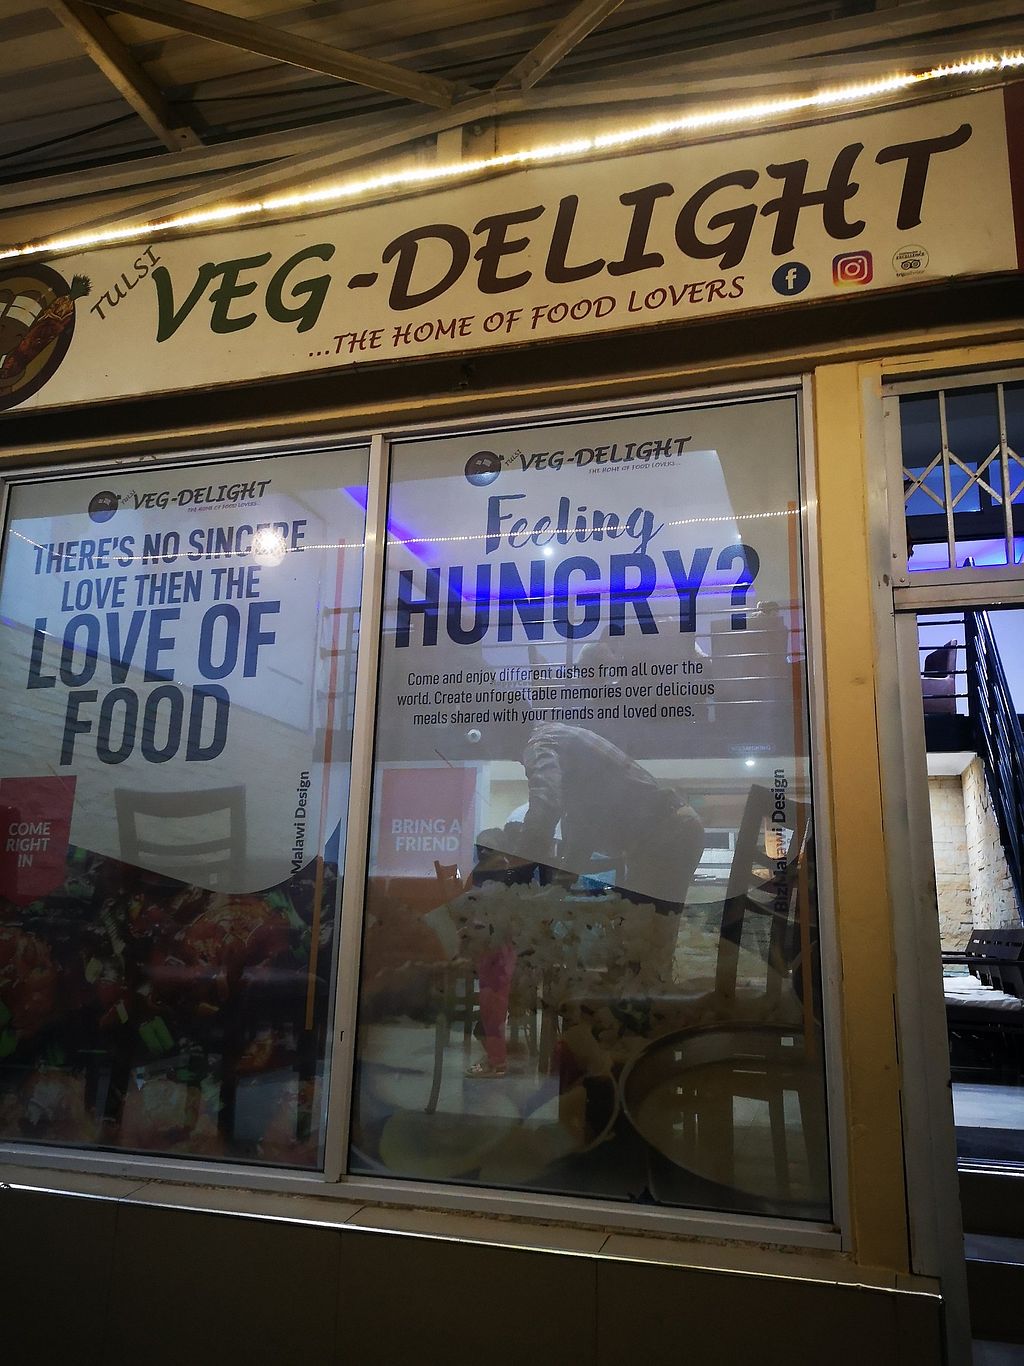 TULSI
VEG-DELIGHT
...THE HOME OF FOOD LOVERS
f
TULSI
VEG-DELIGHT
THE HOME OF FOOD LOVERS...
THERE'S NO SINCERE
LOVE THEN THE
LOVE OF
FOOD
COME
RIGHT
IN
Malawi Design
TULSI
VEG-DELIGHT
THE HOME OF FOOD LOVERS...
Feeling
HUNGRY?
Come and enjoy different dishes from all over the
world. Create unforgettable memories over delicious
meals shared with your friends and loved ones.
BRING A
FRIEND
Malawi Design